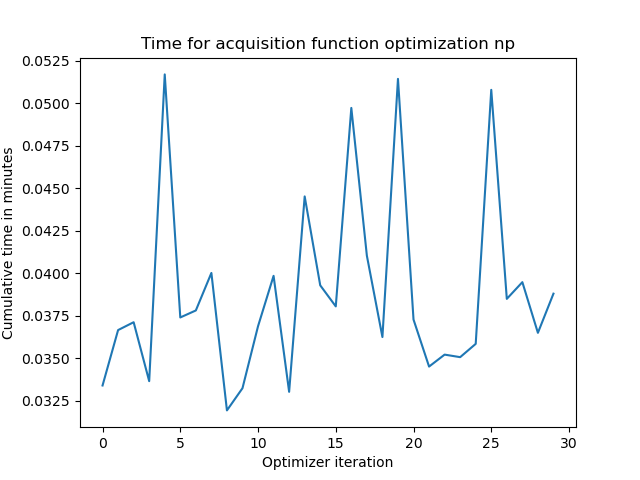 Time for acquisition function optimization np
0.0525
0.0500
0.0475
0.0450
0.0425
0.0400
0.0375
0.0350
0.0325
Cumulative time in minutes
0 5 10 15 20 25 30
Optimizer iteration